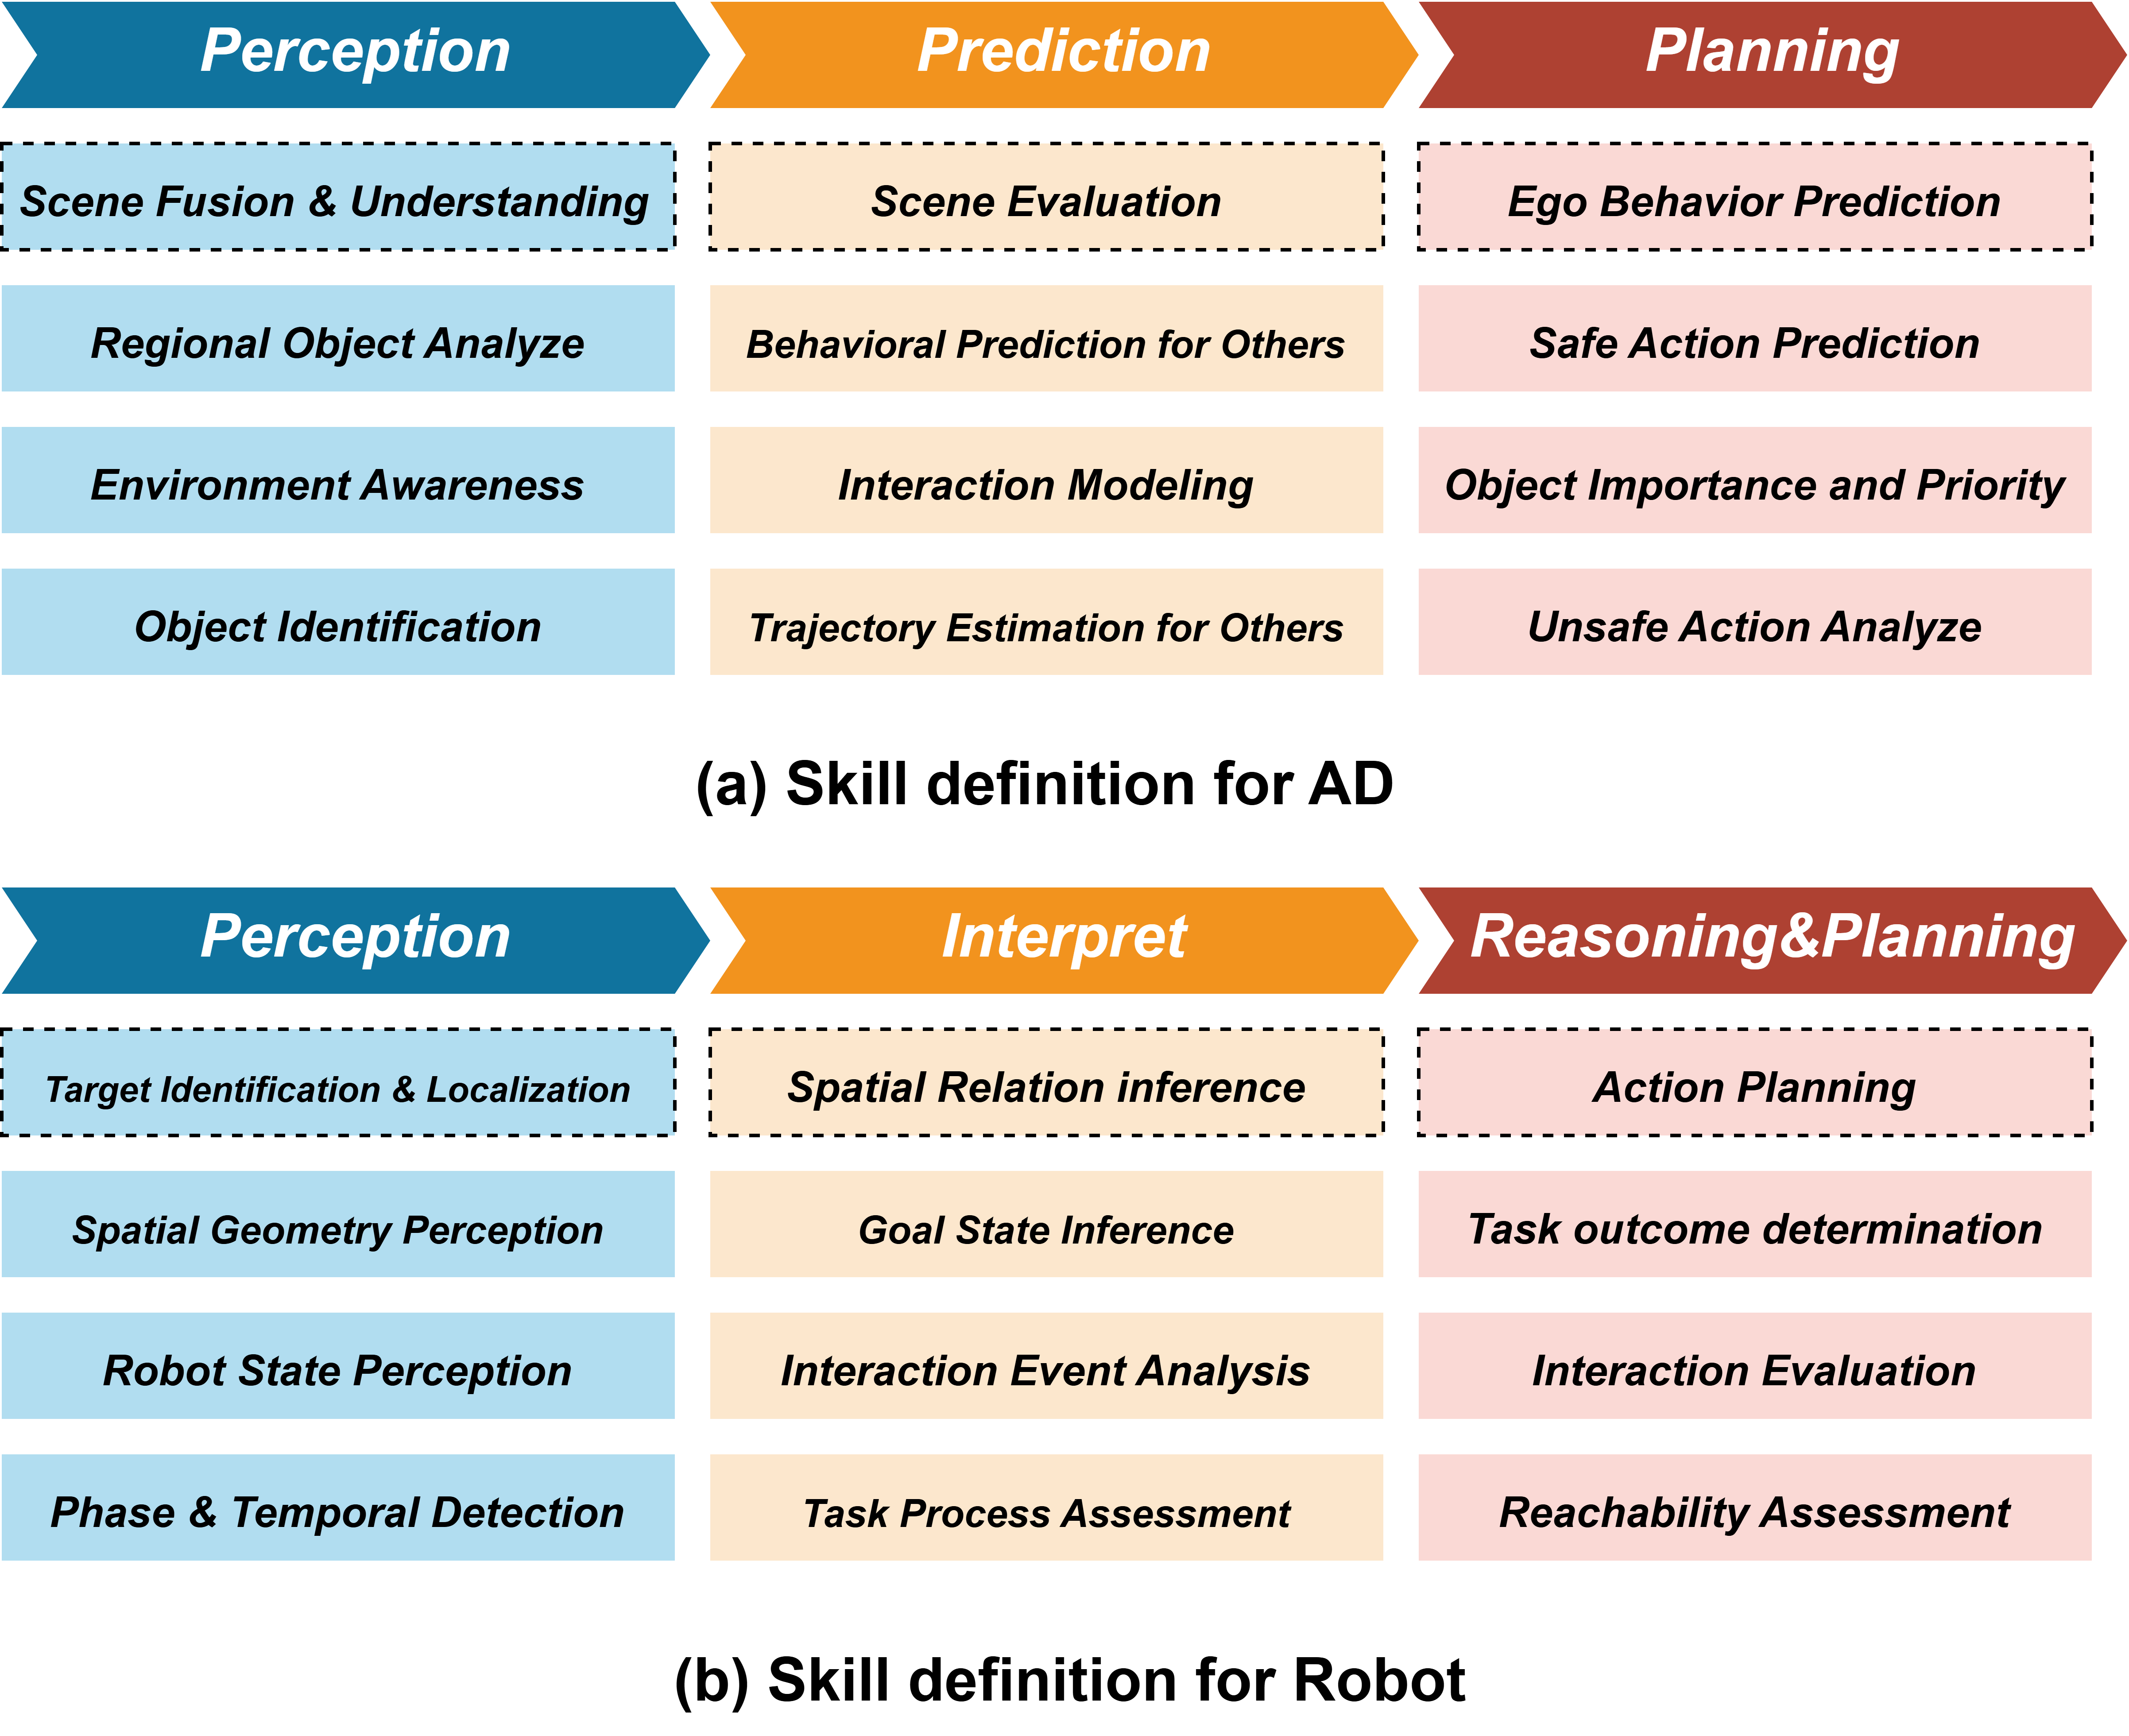 Perception
Prediction
Planning
Scene Fusion & Understanding
Scene Evaluation
Ego Behavior Prediction
Regional Object Analyze
Behavioral Prediction for Others
Safe Action Prediction
Environment Awareness
Interaction Modeling
Object Importance and Priority
Object Identification
Trajectory Estimation for Others
Unsafe Action Analyze
(a) Skill definition for AD
Perception
Interpret
Reasoning&Planning
Target Identification & Localization
Spatial Relation inference
Action Planning
Spatial Geometry Perception
Goal State Inference
Task outcome determination
Robot State Perception
Interaction Event Analysis
Interaction Evaluation
Phase & Temporal Detection
Task Process Assessment
Reachability Assessment
(b) Skill definition for Robot